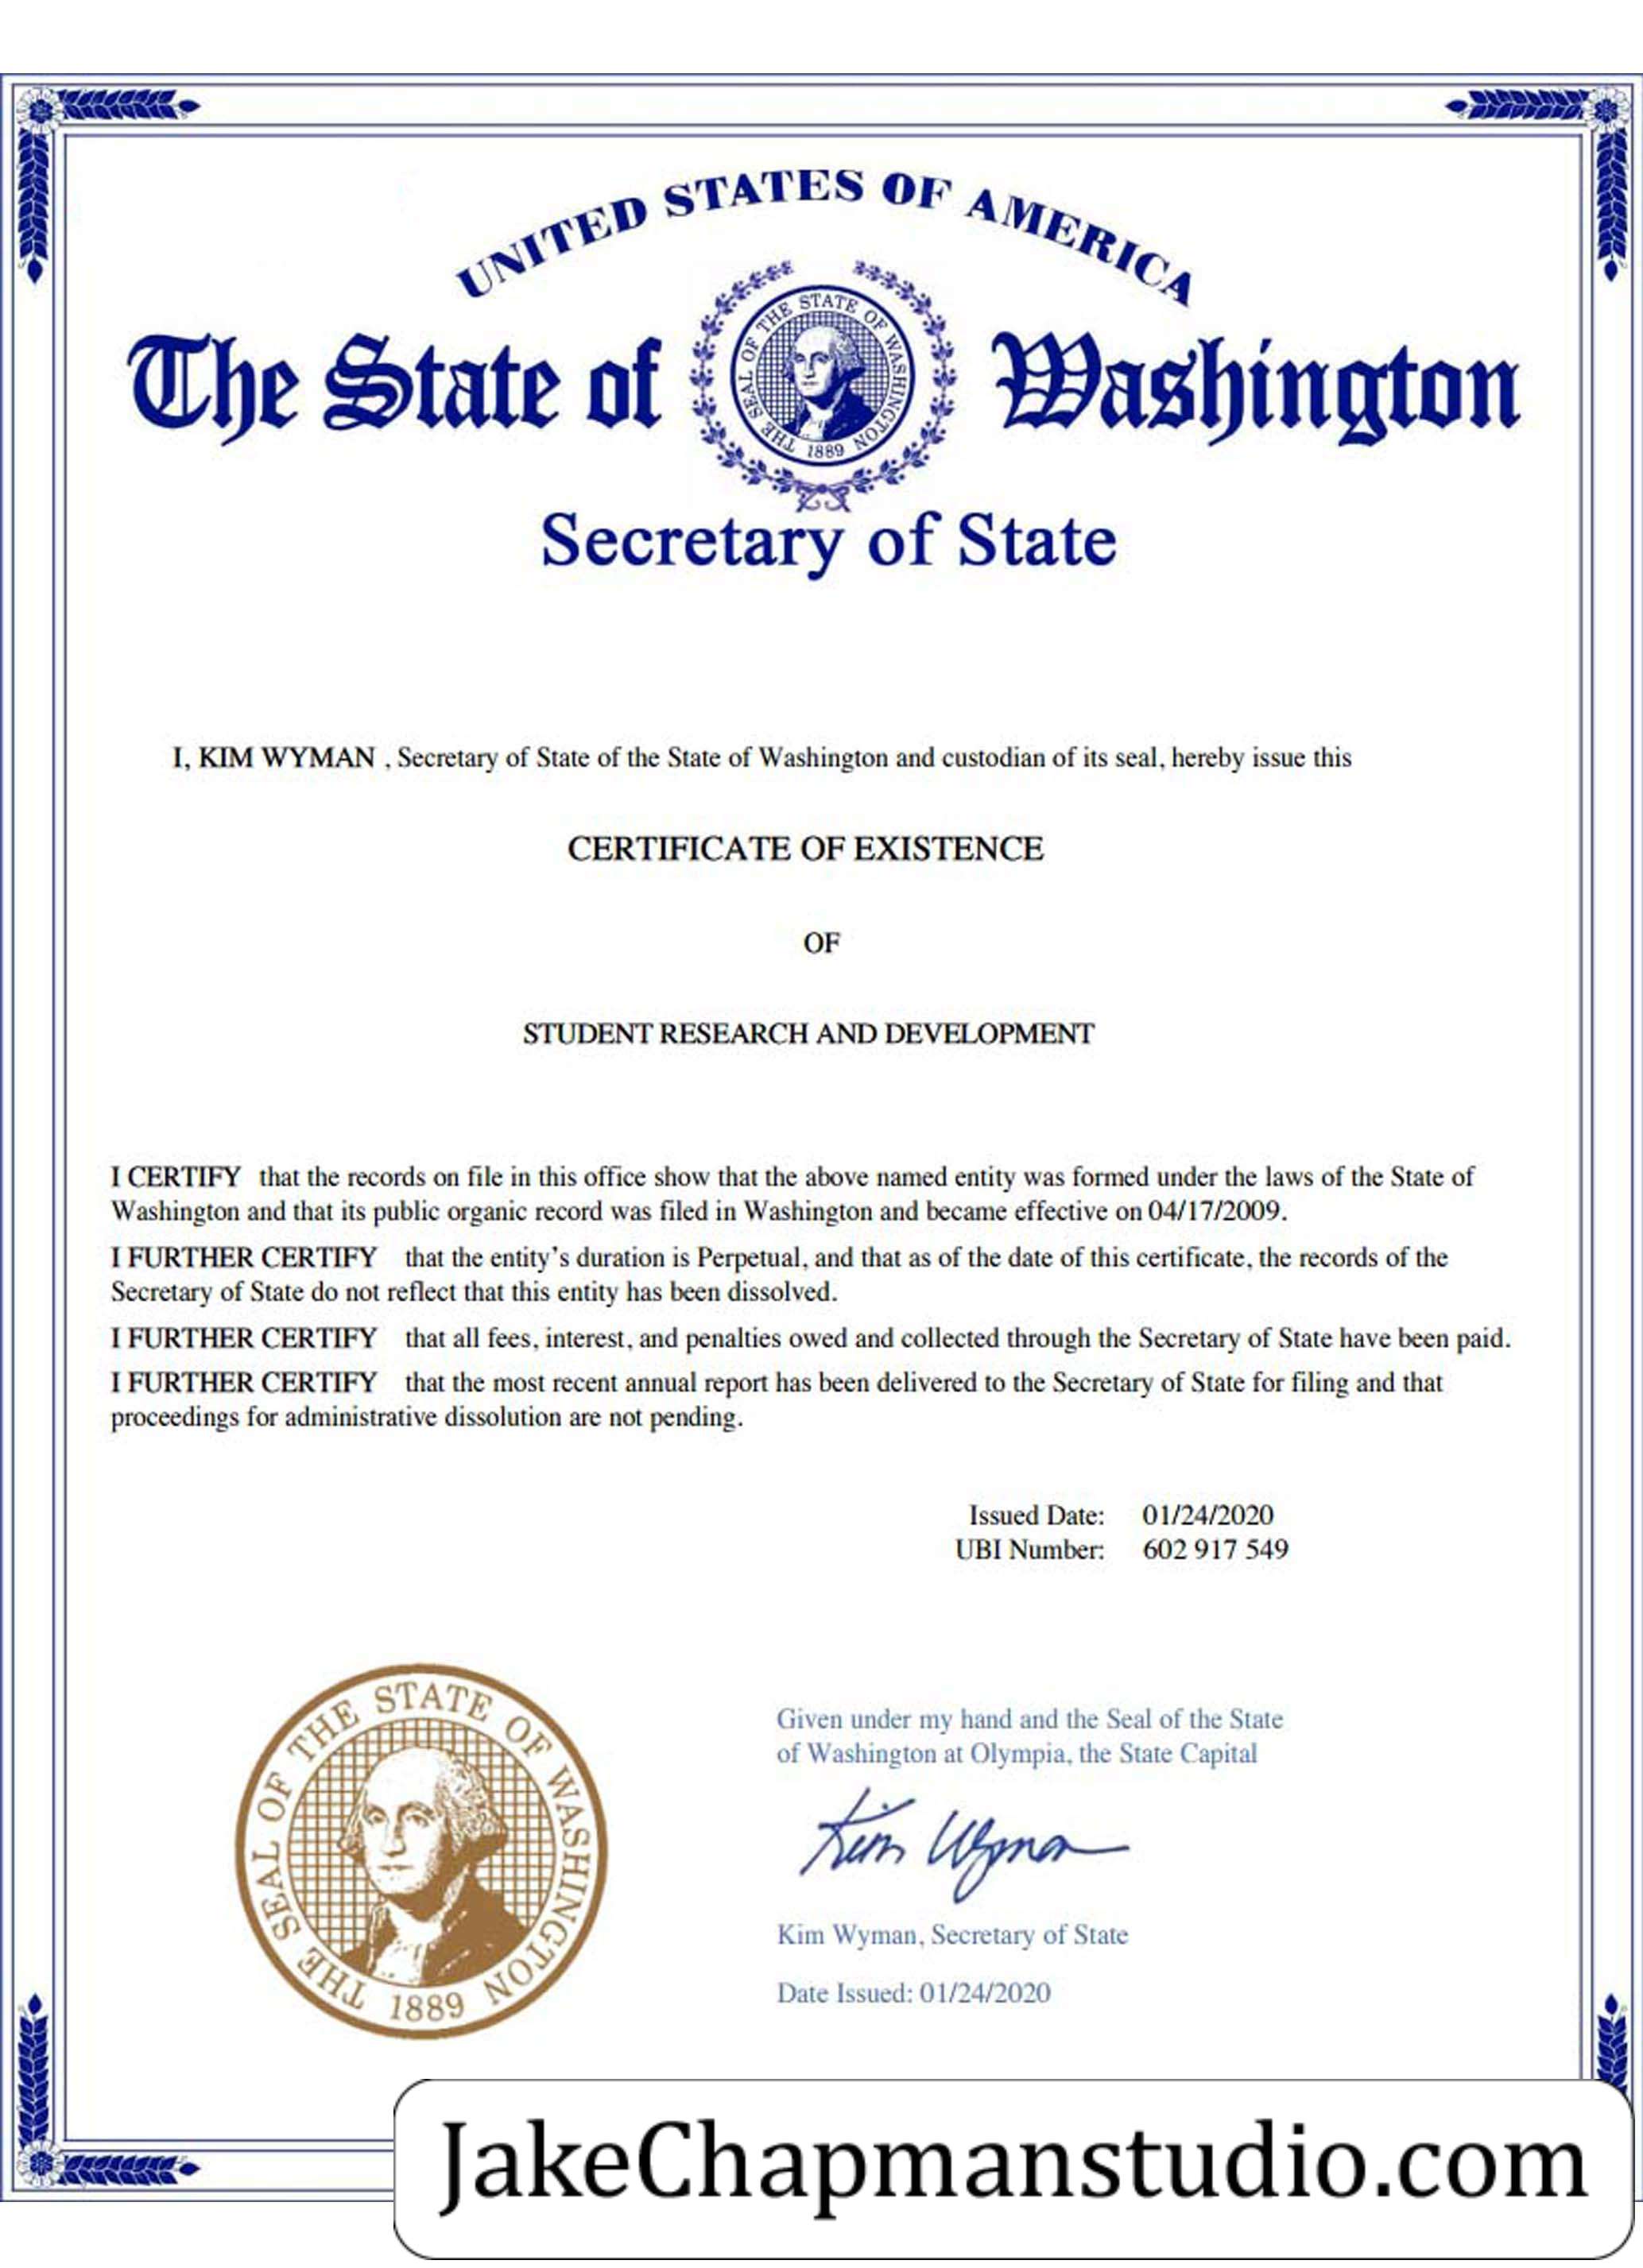 UNITED STATES OF AMERICA
The State of Washington
THE SEAL OF THE STATE OF WASHINGTON
1889
Secretary of State
I, KIM WYMAN , Secretary of State of the State of Washington and custodian of its seal, hereby issue this
CERTIFICATE OF EXISTENCE
OF
STUDENT RESEARCH AND DEVELOPMENT
I CERTIFY that the records on file in this office show that the above named entity was formed under the laws of the State of
Washington and that its public organic record was filed in Washington and became effective on 04/17/2009.
I FURTHER CERTIFY that the entity’s duration is Perpetual, and that as of the date of this certificate, the records of the
Secretary of State do not reflect that this entity has been dissolved.
I FURTHER CERTIFY that all fees, interest, and penalties owed and collected through the Secretary of State have been paid.
I FURTHER CERTIFY that the most recent annual report has been delivered to the Secretary of State for filing and that
proceedings for administrative dissolution are not pending.
Issued Date: 01/24/2020
UBI Number: 602 917 549
THE SEAL OF THE STATE OF WASHINGTON
1889
Given under my hand and the Seal of the State
of Washington at Olympia, the State Capital
Kim Wyman
Kim Wyman, Secretary of State
Date Issued: 01/24/2020
JakeChapmanstudio.com